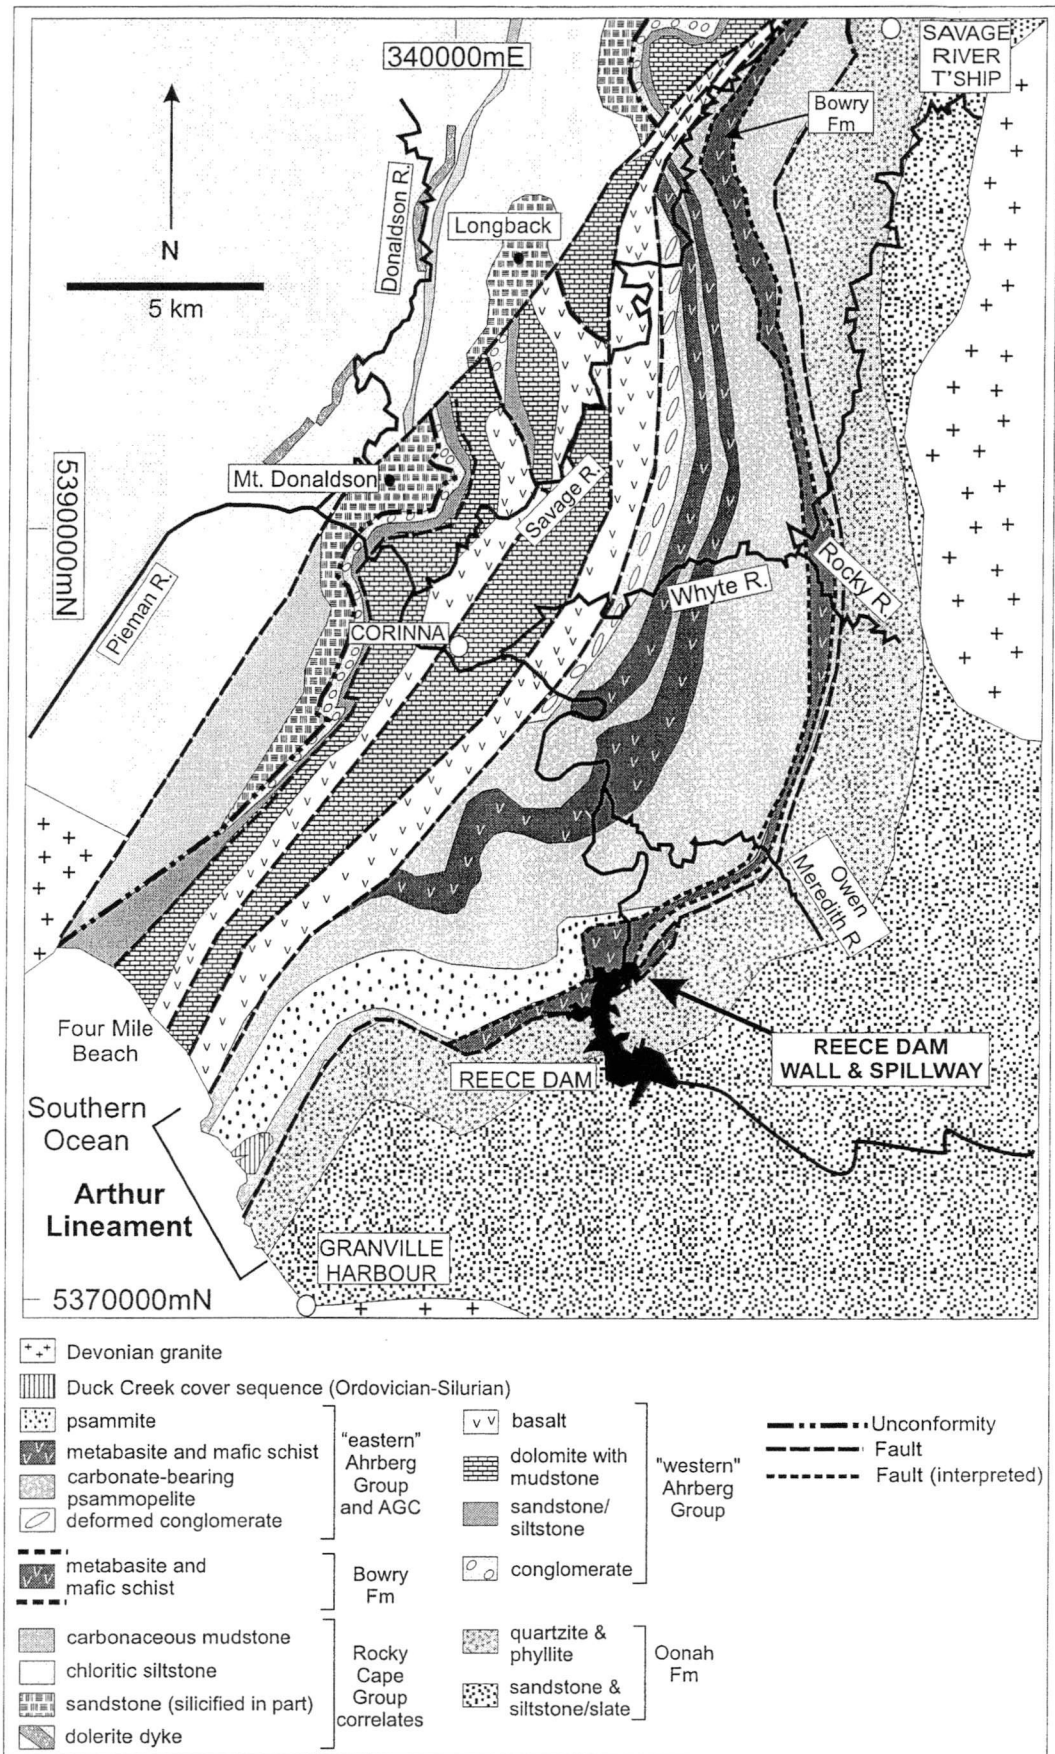 340000mE
SAVAGE
RIVER
T'SHIP
Bowry
Fm
Donaldson R.
Longback
N
5 km
Mt. Donaldson
5390000mN
Savage R.
Pieman R.
Rocky R.
Whyte R.
CORINNA
Owen
Meredith R.
Four Mile
Beach
REECE DAM
REECE DAM
WALL & SPILLWAY
Southern
Ocean
Arthur
Lineament
GRANVILLE
HARBOUR
5370000mN
Devonian granite
Duck Creek cover sequence (Ordovician-Silurian)
psammite
metabasite and mafic schist
carbonate-bearing
psammopelite
deformed conglomerate
"eastern"
Ahrberg
Group
and AGC
metabasite and
mafic schist
Bowry
Fm
carbonaceous mudstone
chloritic siltstone
sandstone (silicified in part)
dolerite dyke
Rocky
Cape
Group
correlates
basalt
dolomite with
mudstone
sandstone/
siltstone
conglomerate
"western"
Ahrberg
Group
quartzite &
phyllite
sandstone &
siltstone/slate
Oonah
Fm
Unconformity
Fault
Fault (interpreted)